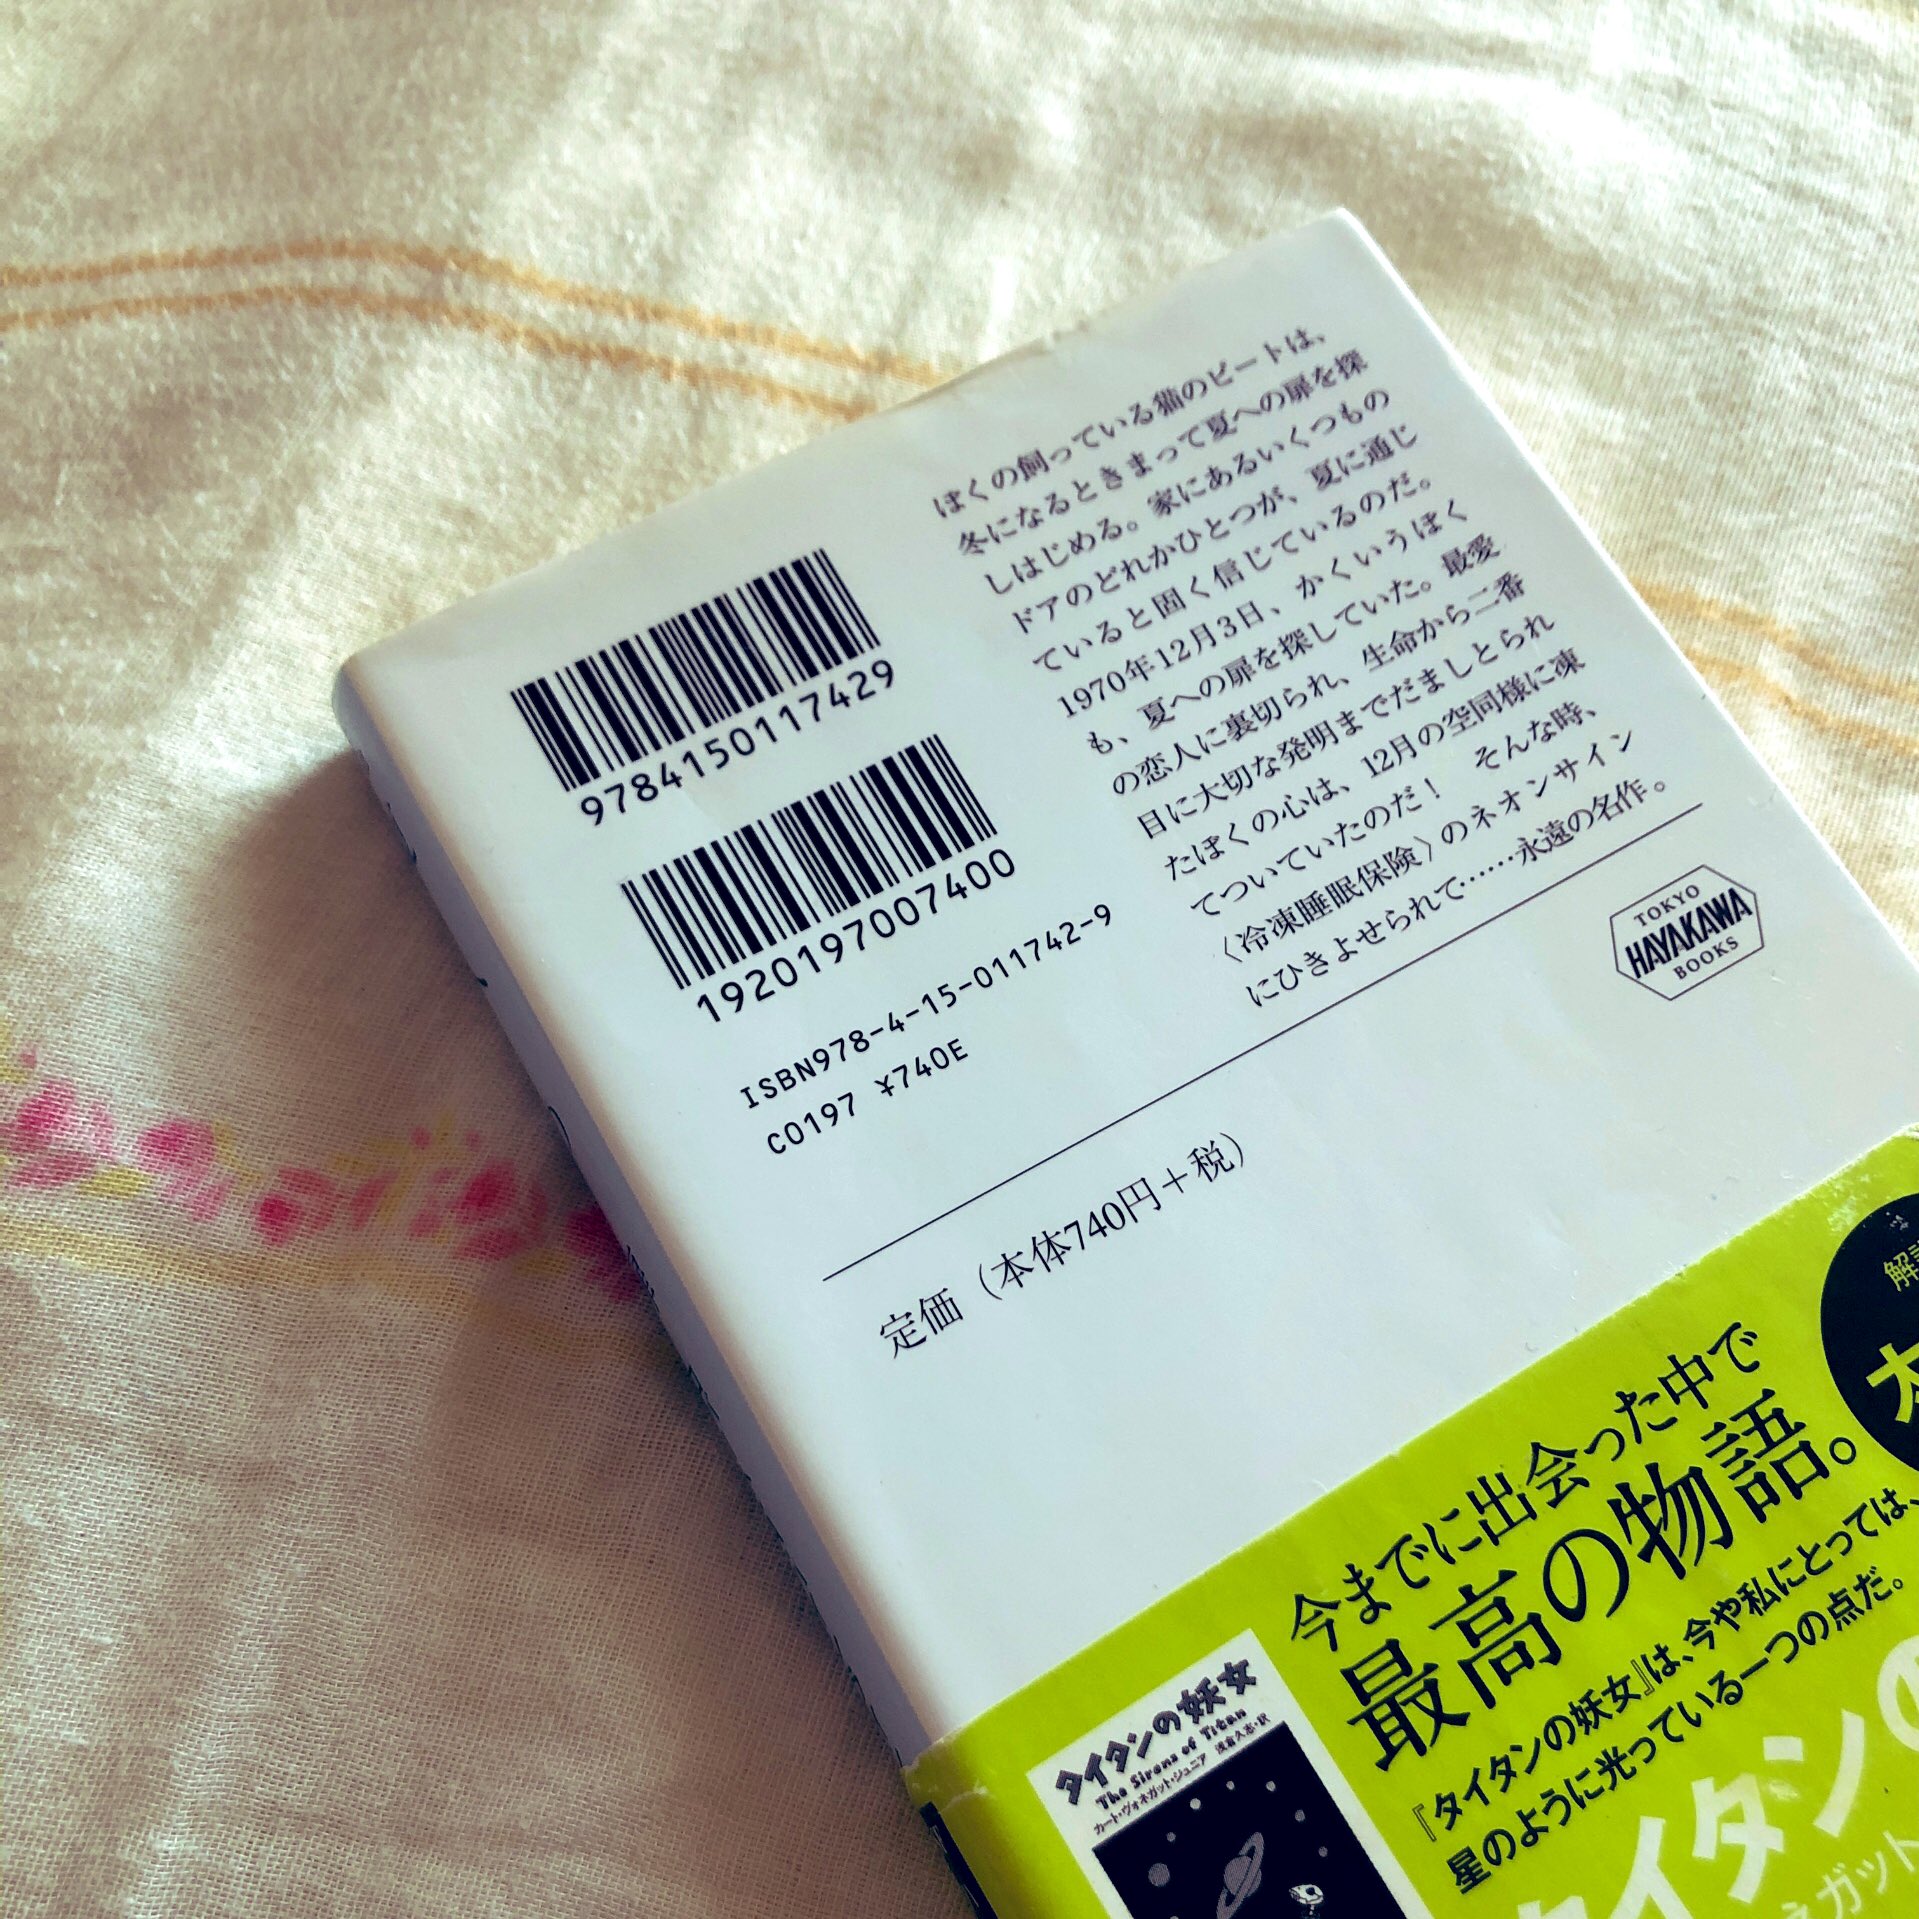 ぼくの飼っている猫のピートは、
冬になるときまって夏への扉を探
しはじめる。家にあるいくつもの
ドアのどれかひとつが、夏に通じ
ていると固く信じているのだ。
1970年12月3日、かくいうぼく
も、夏への扉を探していた。最愛
の恋人に裏切られ、生命から二番
目に大切な発明までだましとられ
たぼくの心は、12月の空同様に凍
てついていたのだ！　そんな時、
〈冷凍睡眠保険〉のネオンサイン
にひきよせられて……永遠の名作。
TOKYO
HAYAKAWA
BOOKS
9784150117429
1920197007400
ISBN978-4-15-011742-9
C0197 ¥740E
定価（本体740円＋税）
今までに出会った中で
最高の物語。
『タイタンの妖女』は、今や私にとっては、
星のように光っている一つの点だ。
タイタンの妖女
The Sirens of Titan
カート・ヴォネガット・ジュニア 浅倉久志・訳
タイタンの
ネガット